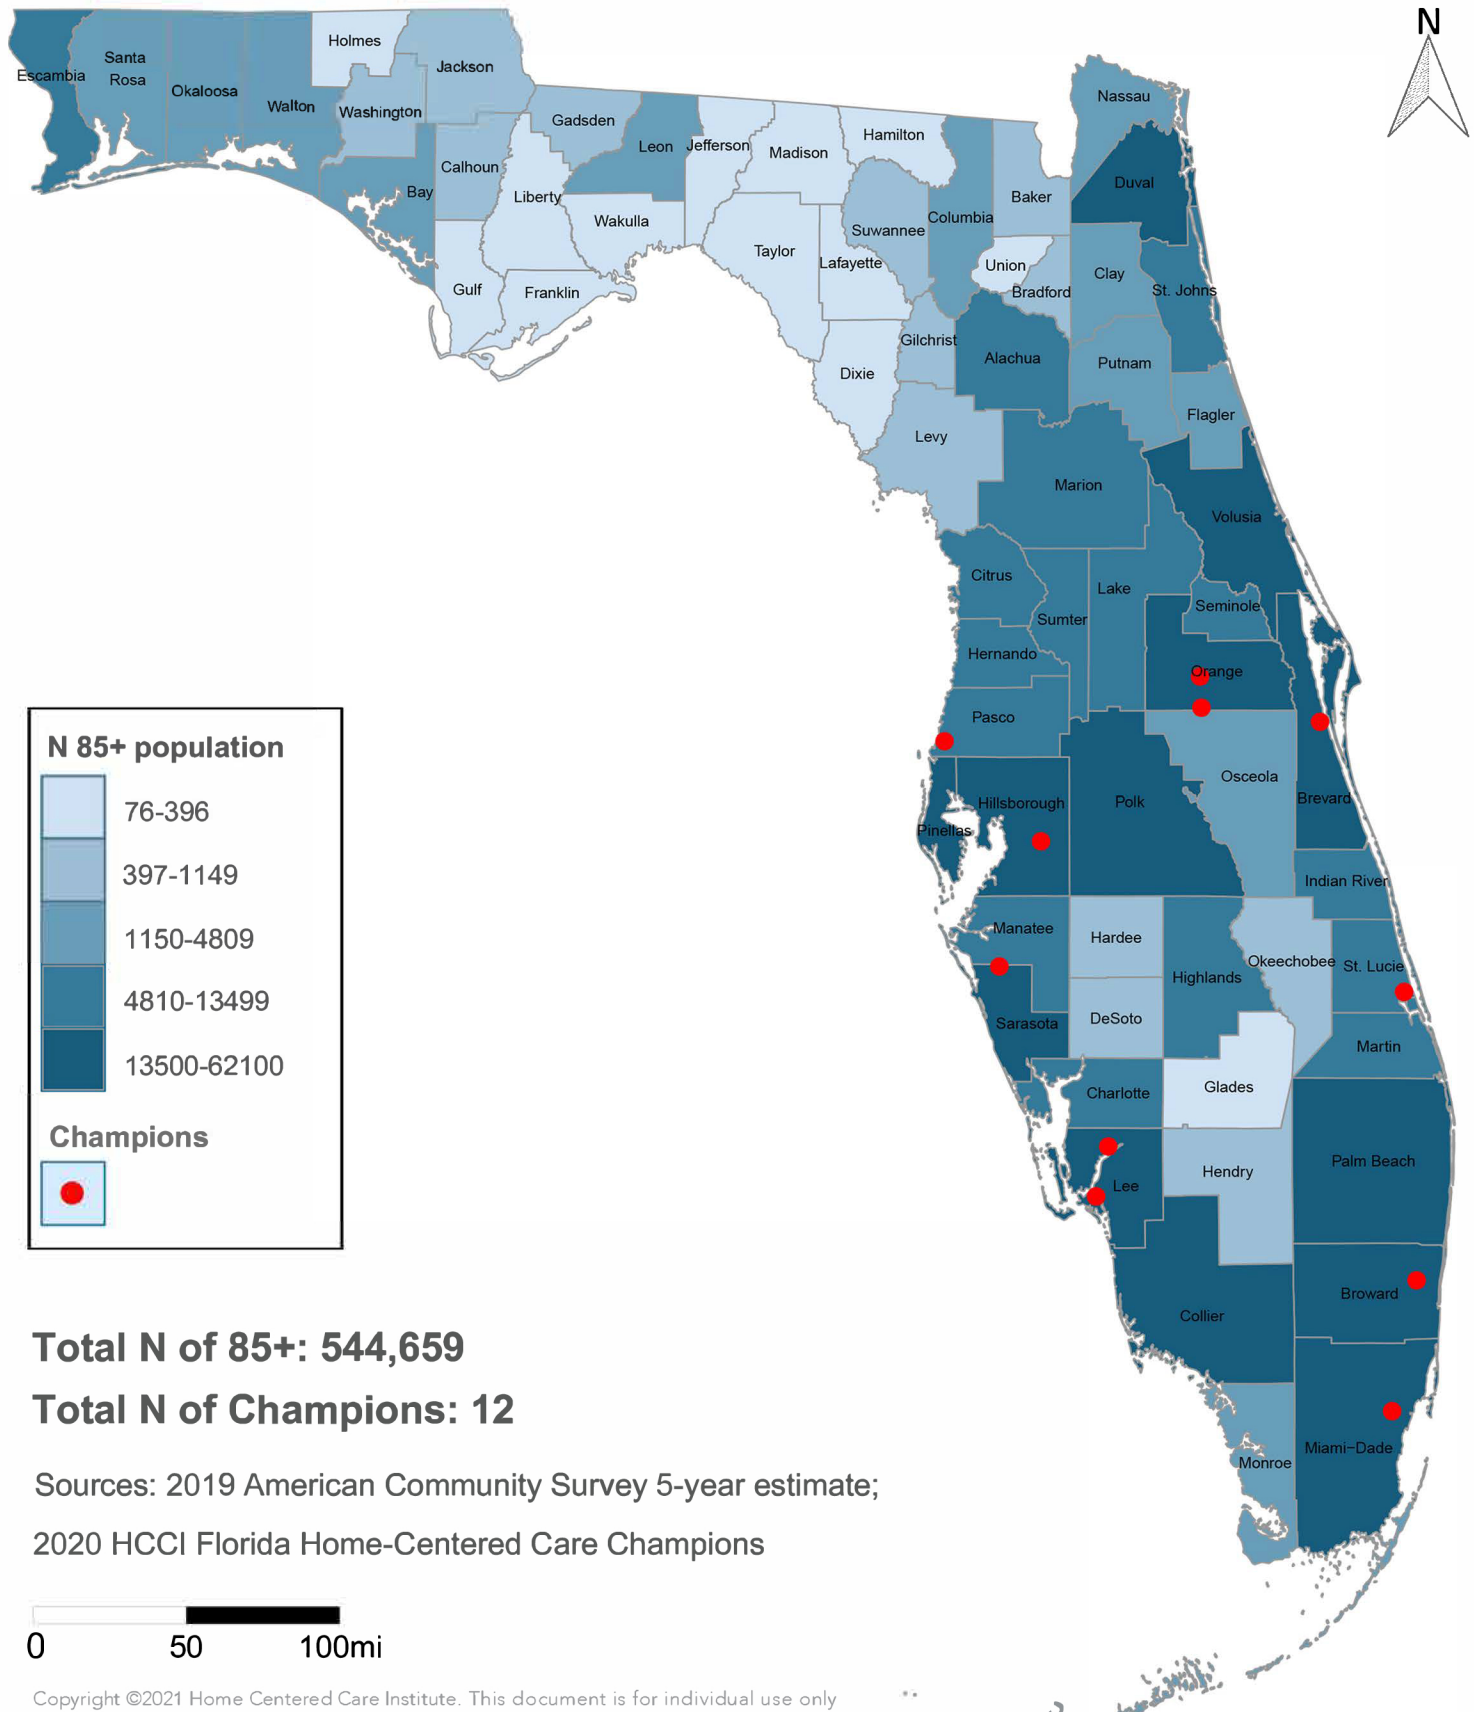 N
Holmes
Jackson
Escambia
Santa
Rosa
Okaloosa
Walton
Washington
Nassau
Gadsden
Leon
Jefferson
Madison
Hamilton
Calhoun
Liberty
Bay
Wakulla
Baker
Duval
Suwannee
Columbia
Taylor
Lafayette
Union
Bradford
Clay
St. Johns
Gulf
Franklin
Gilchrist
Alachua
Putnam
Dixie
Flagler
Levy
Marion
Volusia
Citrus
Lake
Sumter
Seminole
Hernando
Orange
Pasco
Osceola
Polk
Hillsborough
Brevard
Pinellas
Indian River
Manatee
Hardee
Okeechobee
St. Lucie
Highlands
DeSoto
Sarasota
Martin
Charlotte
Glades
Hendry
Palm Beach
Lee
Collier
Broward
Miami-Dade
Monroe
N 85+ population
76-396
397-1149
1150-4809
4810-13499
13500-62100
Champions
Total N of 85+: 544,659
Total N of Champions: 12
Sources: 2019 American Community Survey 5-year estimate;
2020 HCCI Florida Home-Centered Care Champions
0 50 100mi
Copyright ©2021 Home Centered Care Institute. This document is for individual use only